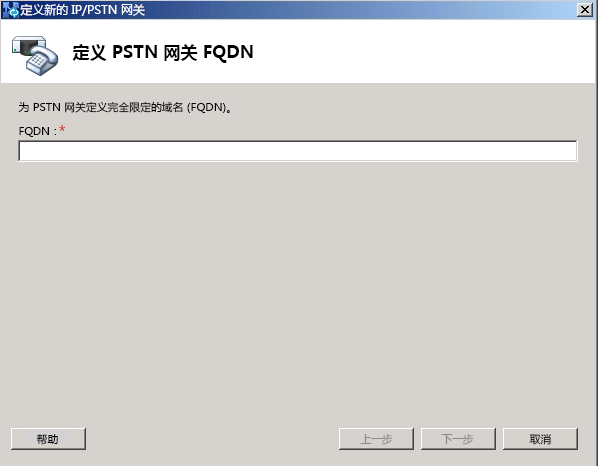 定义新的 IP/PSTN 网关
定义 PSTN 网关 FQDN
为 PSTN 网关定义完全限定的域名 (FQDN)。
FQDN：*
帮助
上一步
下一步
取消